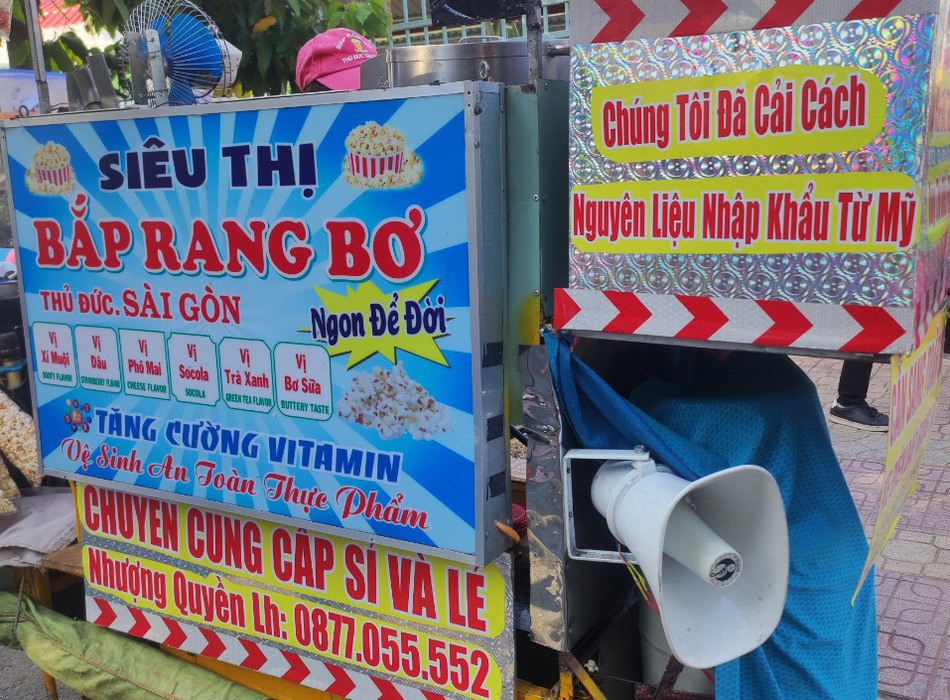 SIÊU THỊ
BẮP RANG BƠ
THỦ ĐỨC. SÀI GÒN
Ngon Để Đời
Vị
Xí Muội
Vị
Dâu
STRAWBERRY FLAVOR
Vị
Phô Mai
CHEESE FLAVOR
Vị
Sôcola
SOCOLA
Vị
Trà Xanh
GREEN TEA FLAVOR
Vị
Bơ Sữa
BUTTERY TASTE
TĂNG CƯỜNG VITAMIN
Vệ Sinh An Toàn Thực Phẩm
CHUYÊN CUNG CẤP SỈ VÀ LẺ
Nhượng Quyền Lh: 0877.055.552
Chúng Tôi Đã Cải Cách
Nguyên Liệu Nhập Khẩu Từ Mỹ